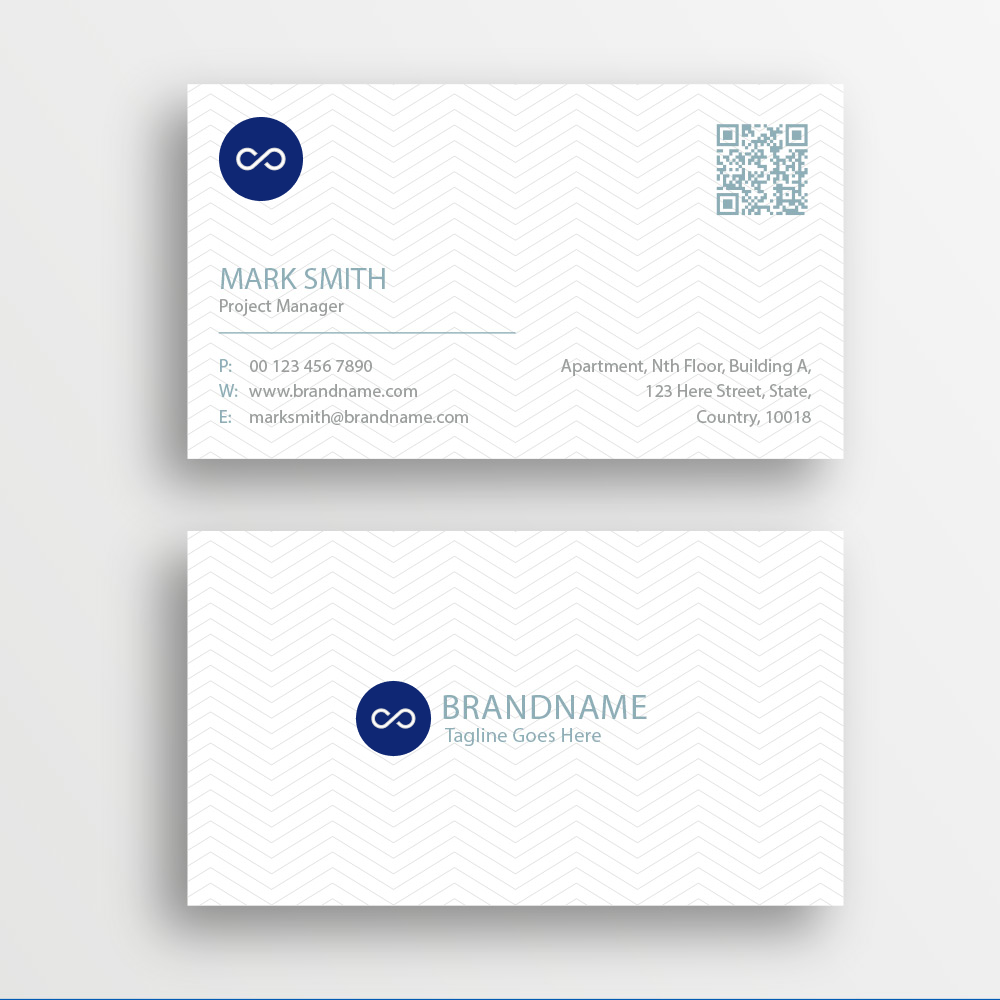 MARK SMITH
Project Manager
P: 00 123 456 7890
W: www.brandname.com
E: marksmith@brandname.com
Apartment, Nth Floor, Building A,
123 Here Street, State,
Country, 10018
BRANDNAME
Tagline Goes Here